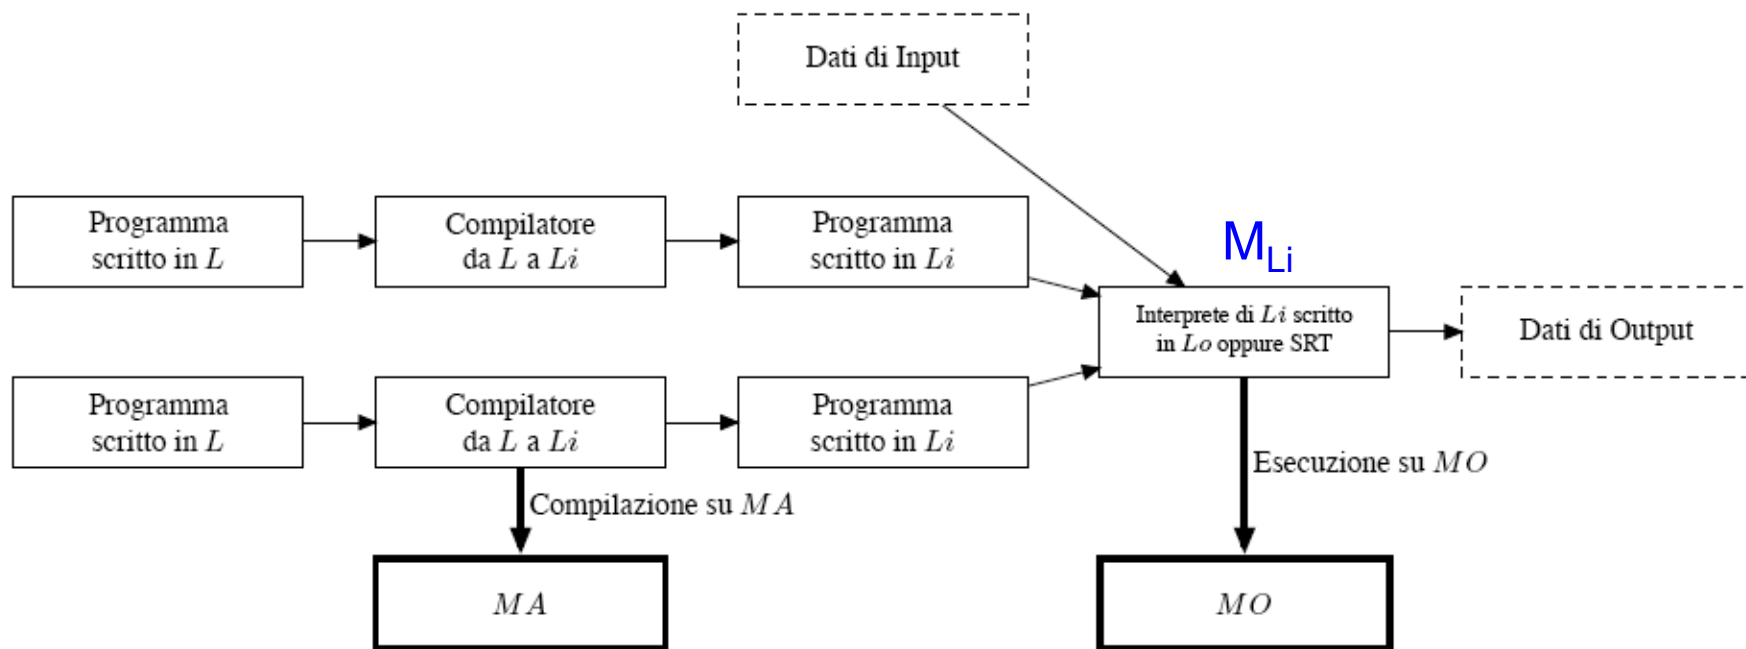 Dati di Input
Programma
scritto in L
Compilatore
da L a Li
Programma
scritto in Li
M_Li
Interprete di Li scritto
in Lo oppure SRT
Dati di Output
Programma
scritto in L
Compilatore
da L a Li
Programma
scritto in Li
Compilazione su MA
Esecuzione su MO
MA
MO